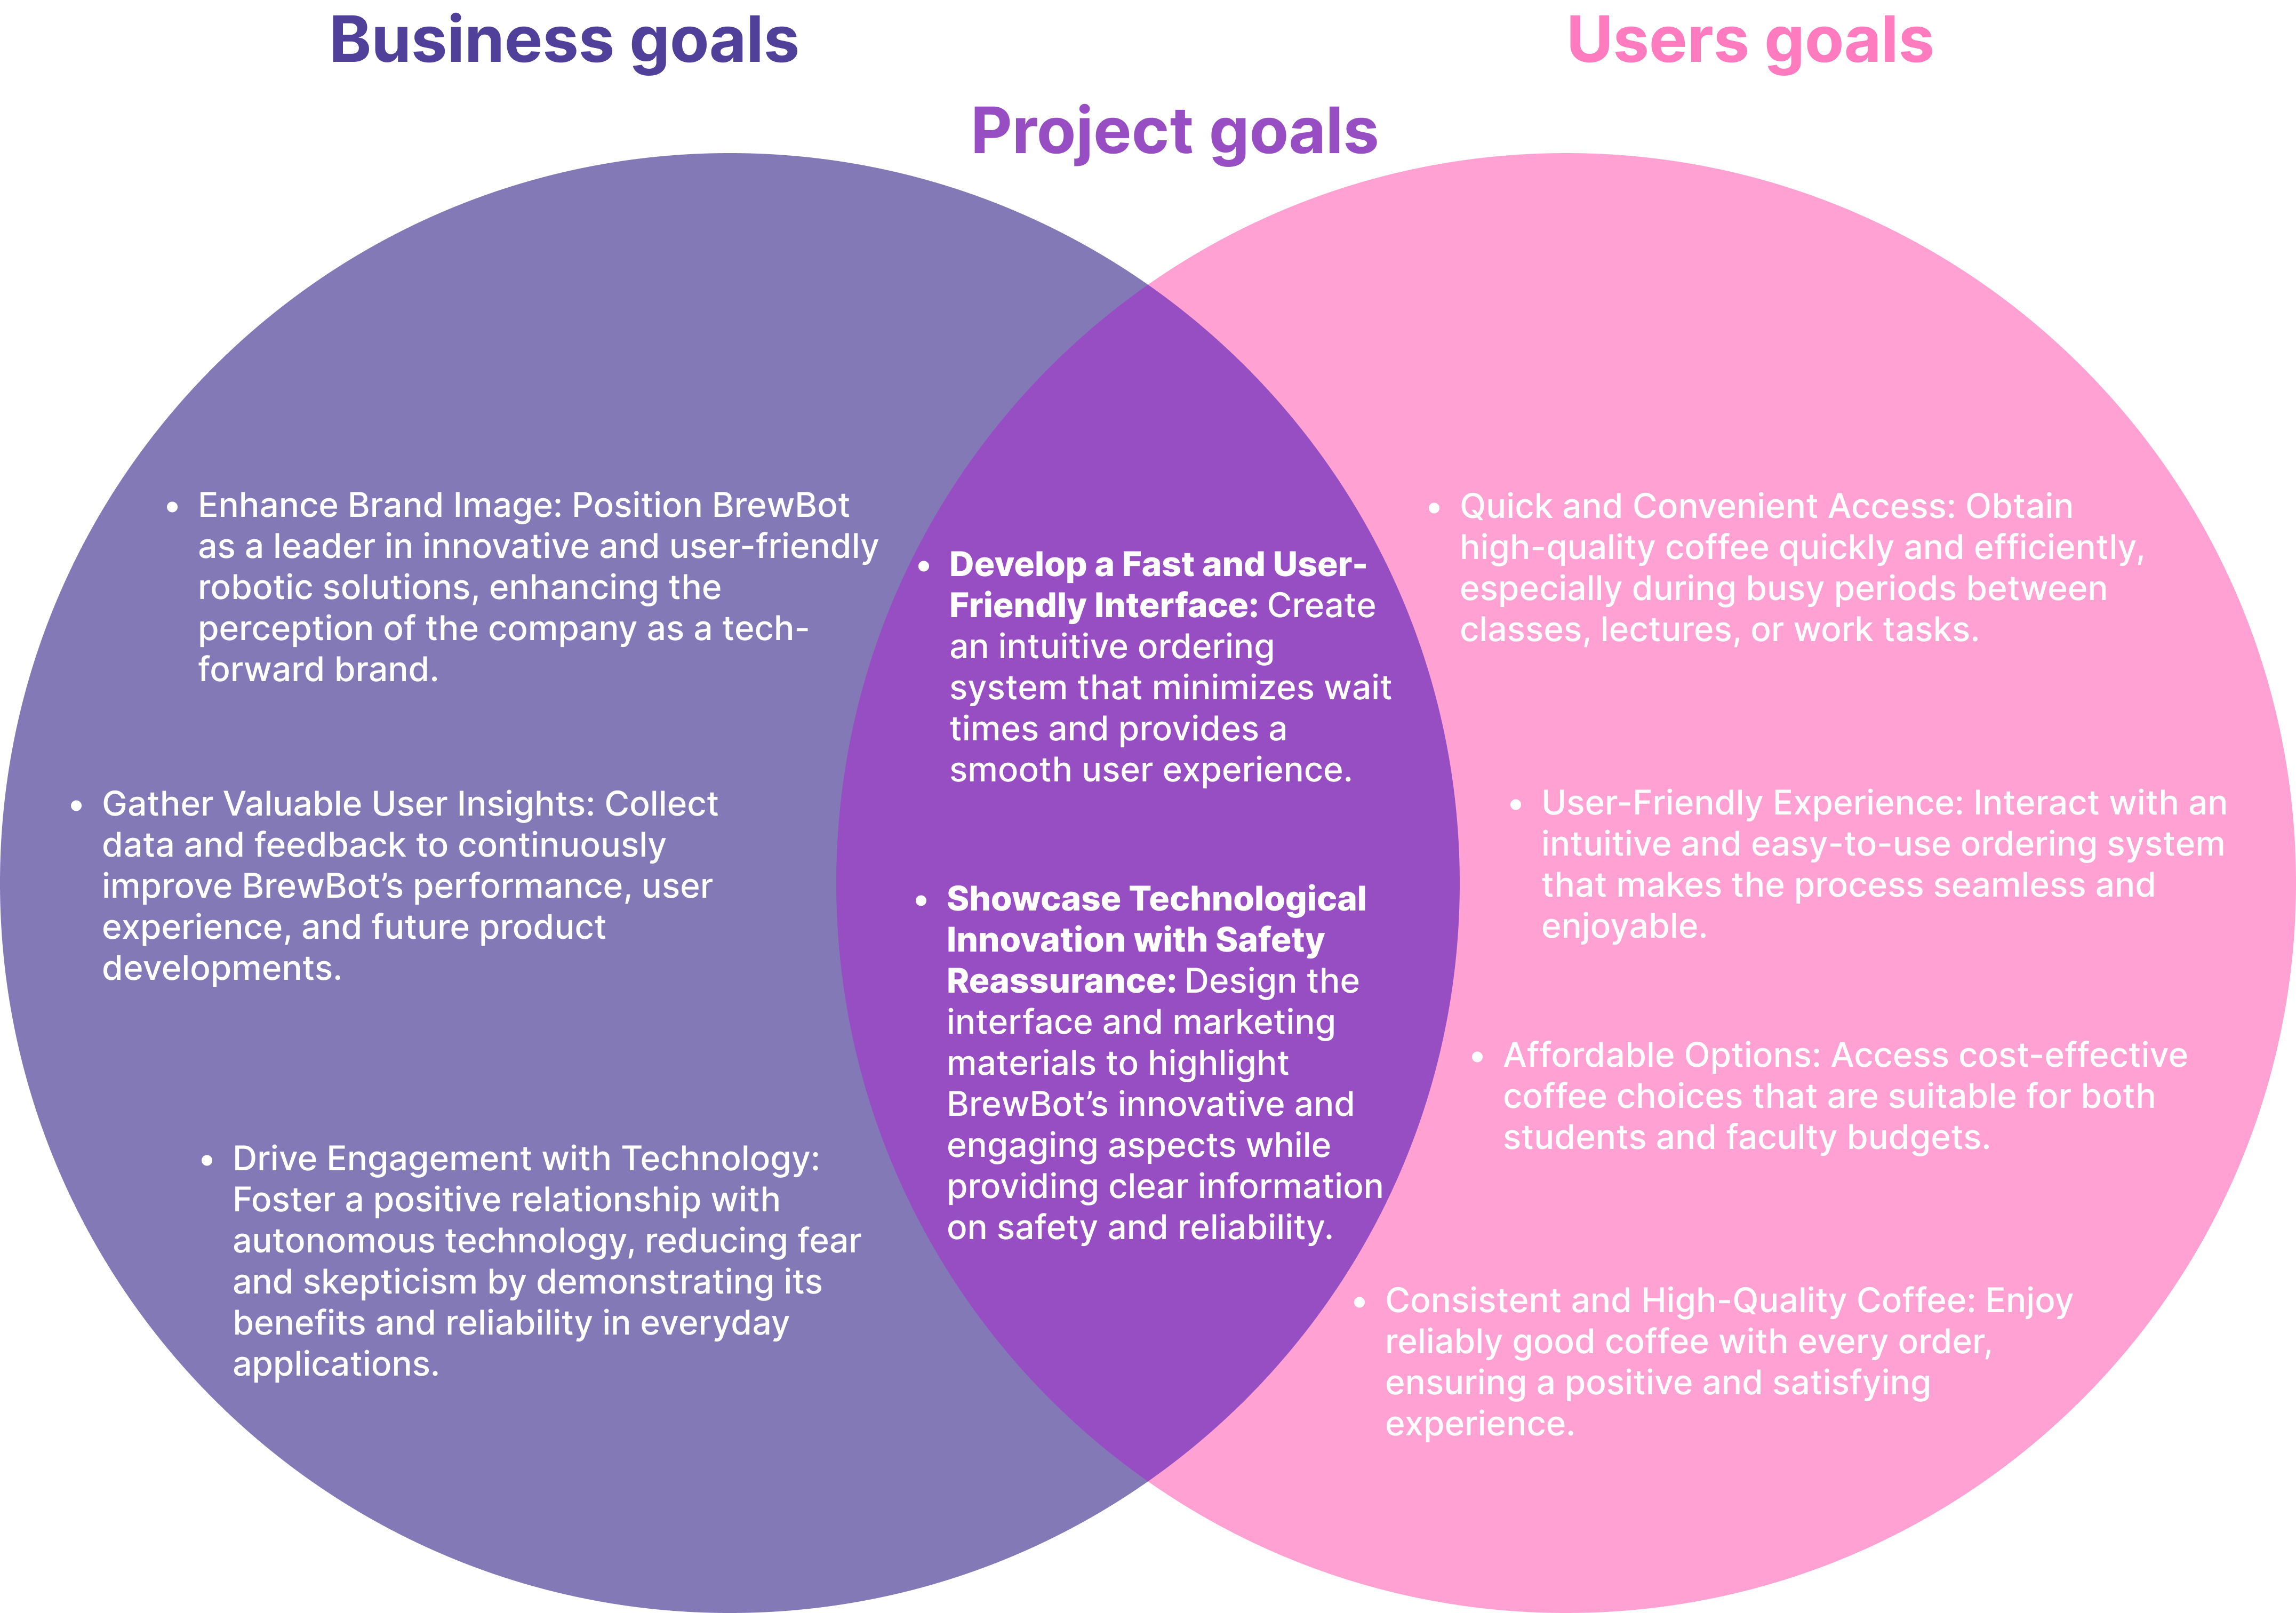 Business goals
Users goals
Project goals
• Enhance Brand Image: Position BrewBot
as a leader in innovative and user-friendly
robotic solutions, enhancing the
perception of the company as a tech-
forward brand.
• Gather Valuable User Insights: Collect
data and feedback to continuously
improve BrewBot’s performance, user
experience, and future product
developments.
• Drive Engagement with Technology:
Foster a positive relationship with
autonomous technology, reducing fear
and skepticism by demonstrating its
benefits and reliability in everyday
applications.
• Develop a Fast and User-
Friendly Interface: Create
an intuitive ordering
system that minimizes wait
times and provides a
smooth user experience.
• Showcase Technological
Innovation with Safety
Reassurance: Design the
interface and marketing
materials to highlight
BrewBot’s innovative and
engaging aspects while
providing clear information
on safety and reliability.
• Quick and Convenient Access: Obtain
high-quality coffee quickly and efficiently,
especially during busy periods between
classes, lectures, or work tasks.
• User-Friendly Experience: Interact with an
intuitive and easy-to-use ordering system
that makes the process seamless and
enjoyable.
• Affordable Options: Access cost-effective
coffee choices that are suitable for both
students and faculty budgets.
• Consistent and High-Quality Coffee: Enjoy
reliably good coffee with every order,
ensuring a positive and satisfying
experience.